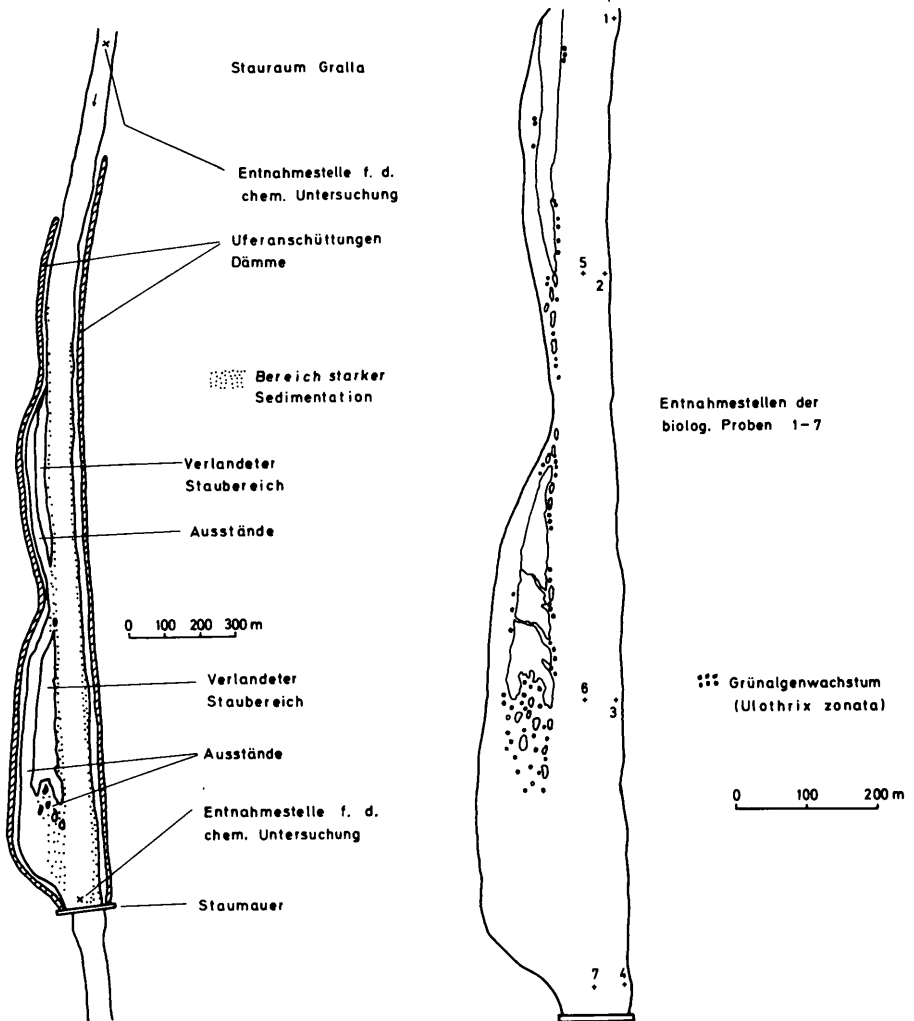 Stauraum Gralla
Entnahmestelle f. d.
chem. Untersuchung
Uferanschüttungen
Dämme
Bereich starker
Sedimentation
Verlandeter
Staubereich
Ausstände
0 100 200 300 m
Verlandeter
Staubereich
Ausstände
Entnahmestelle f. d.
chem. Untersuchung
Staumauer
1
5
2
Entnahmestellen der
biolog. Proben 1-7
6
3
Grünalgenwachstum
(Ulothrix zonata)
0 100 200 m
7 4